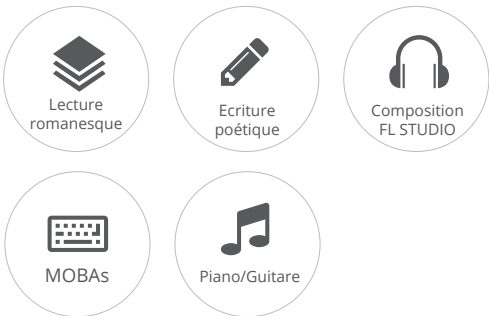 Lecture
romanesque
Ecriture
poétique
Composition
FL STUDIO
MOBAs
Piano/Guitare